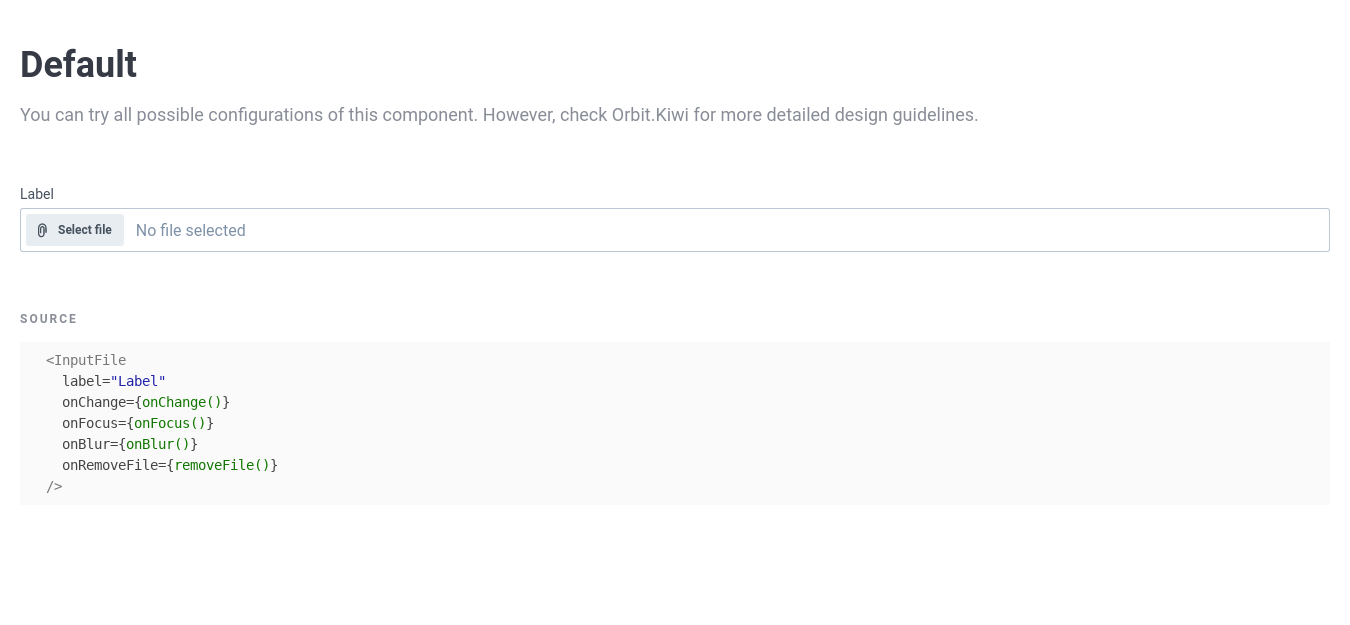 Default
You can try all possible configurations of this component. However, check Orbit.Kiwi for more detailed design guidelines.
Label
Select file No file selected
SOURCE
<InputFile
  label="Label"
  onChange={onChange()}
  onFocus={onFocus()}
  onBlur={onBlur()}
  onRemoveFile={removeFile()}
/>